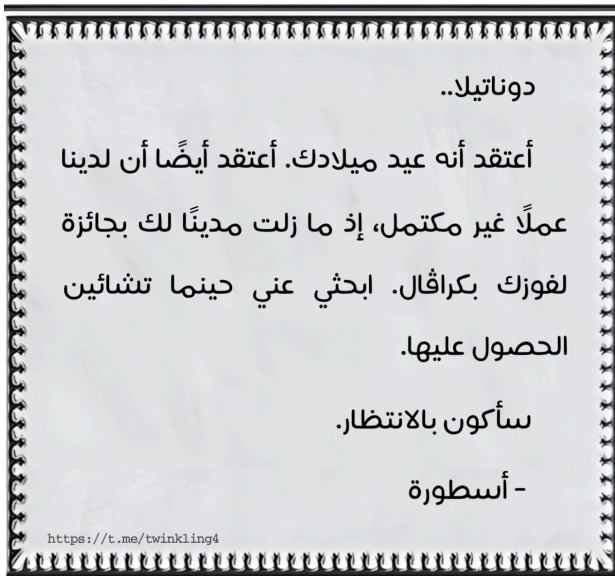 دوناتيلا..
أعتقد أنه عيد ميلادك. أعتقد أيضًا أن لدينا
عملًا غير مكتمل، إذ ما زلت مدينًا لك بجائزة
لفوزك بكراڤال. ابحثي عني حينما تشائين
الحصول عليها.
سأكون بالانتظار.
- أسطورة
https://t.me/twinkling4